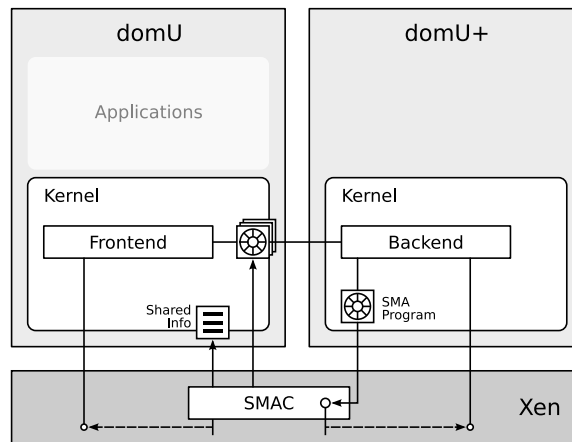 domU
domU+
Applications
Kernel
Kernel
Frontend
Backend
Shared
Info
SMA
Program
SMAC
Xen